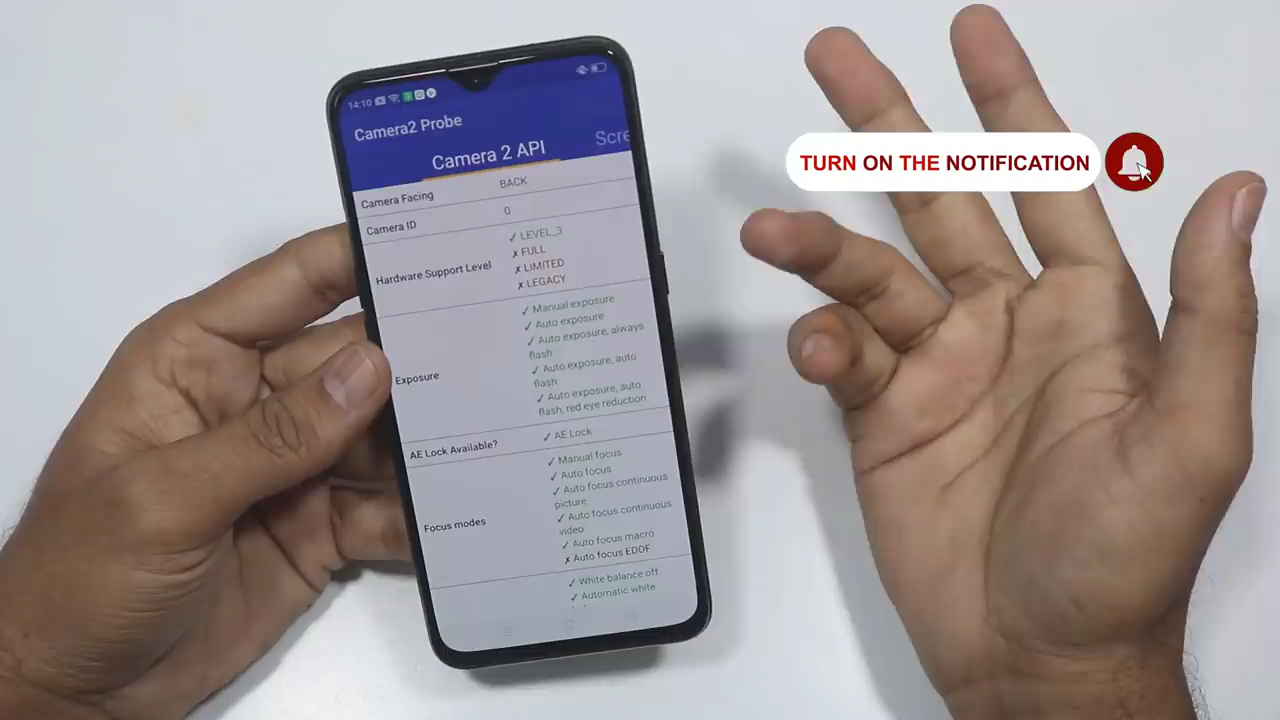 14:10
Camera2 Probe
Camera 2 API
Scre
Camera Facing
BACK
Camera ID
0
Hardware Support Level
✓ LEVEL_3
✗ FULL
✗ LIMITED
✗ LEGACY
Exposure
✓ Manual exposure
✓ Auto exposure
✓ Auto exposure, always
flash
✓ Auto exposure, auto
flash
✓ Auto exposure, auto
flash, red eye reduction
AE Lock Available?
✓ AE Lock
Focus modes
✓ Manual focus
✓ Auto focus
✓ Auto focus continuous
picture
✓ Auto focus continuous
video
✓ Auto focus macro
✗ Auto focus EDOF
✓ White balance off
✓ Automatic white
TURN ON THE NOTIFICATION